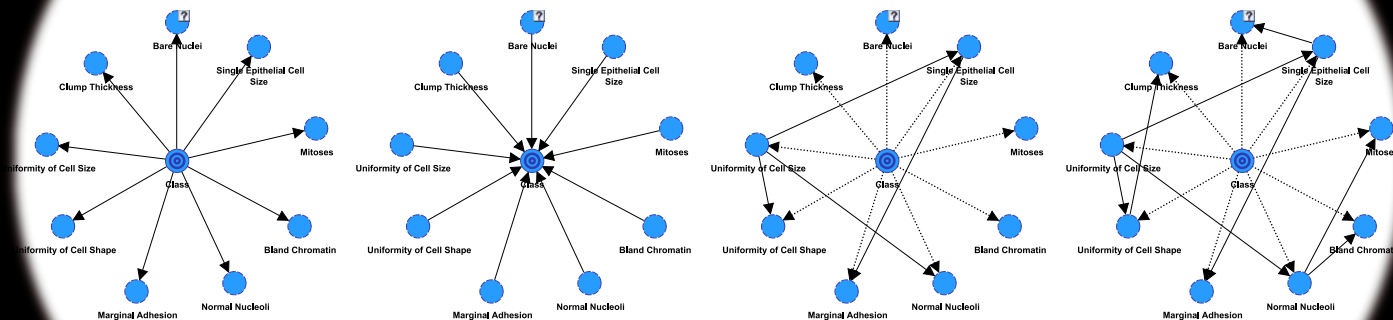 ?
Bare Nuclei
Single Epithelial Cell
Size
Clump Thickness
Mitoses
niformity of Cell Size
Class
niformity of Cell Shape
Bland Chromatin
Normal Nucleoli
Marginal Adhesion
?
Bare Nuclei
Single Epithelial Cell
Size
Clump Thickness
Mitoses
Uniformity of Cell Size
Class
Uniformity of Cell Shape
Bland Chromatin
Normal Nucleoli
Marginal Adhesion
?
Bare Nuclei
Single Epithelial Cell
Size
Clump Thickness
Mitoses
Uniformity of Cell Size
Class
Uniformity of Cell Shape
Bland Chromatin
Normal Nucleoli
Marginal Adhesion
?
Bare Nuclei
Single Epithelial Cell
Size
Clump Thickness
Mitose
Uniformity of Cell Size
Class
Uniformity of Cell Shape
Bland Chromat
Normal Nucleoli
Marginal Adhesion